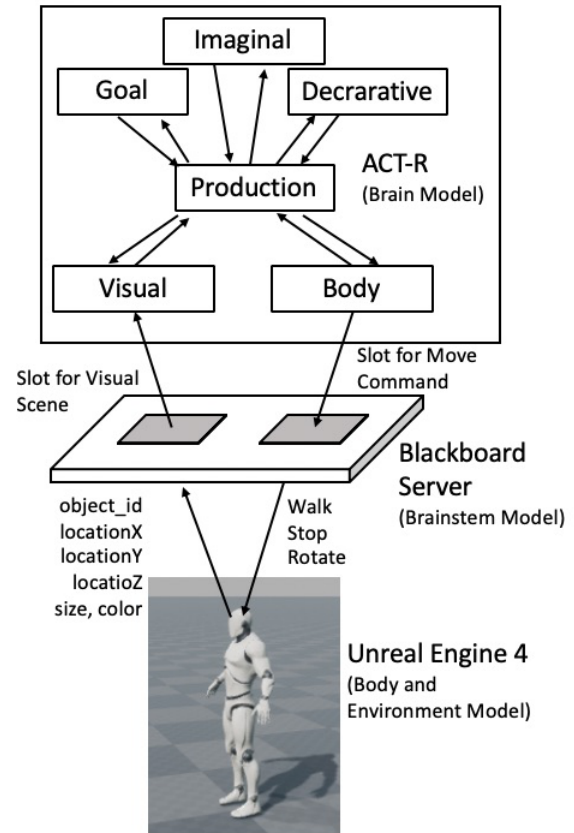 Imaginal
Goal
Decrarative
Production
ACT-R
(Brain Model)
Visual
Body
Slot for Visual
Scene
Slot for Move
Command
Blackboard
Server
(Brainstem Model)
object_id
locationX
locationY
locatioZ
size, color
Walk
Stop
Rotate
Unreal Engine 4
(Body and
Environment Model)